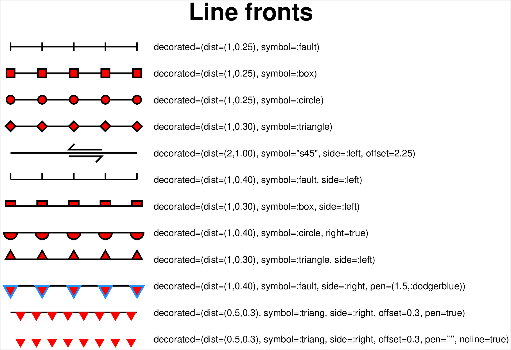 Line fronts
decorated=(dist=(1,0.25), symbol=:fault)
decorated=(dist=(1,0.25), symbol=:box)
decorated=(dist=(1,0.25), symbol=:circle)
decorated=(dist=(1,0.30), symbol=:triangle)
decorated=(dist=(2,1.00), symbol="s45", side=:left, offset=2.25)
decorated=(dist=(1,0.40), symbol=:fault, side=:left)
decorated=(dist=(1,0.30), symbol=:box, side=:left)
decorated=(dist=(1,0.40), symbol=:circle, right=true)
decorated=(dist=(1,0.30), symbol=:triangle, side=:left)
decorated=(dist=(1,0.40), symbol=:fault, side=:right, pen=(1.5,:dodgerblue))
decorated=(dist=(0.5,0.3), symbol=:triang, side=:right, offset=0.3, pen=true)
decorated=(dist=(0.5,0.3), symbol=:triang, side=:right, offset=0.3, pen="", noline=true)